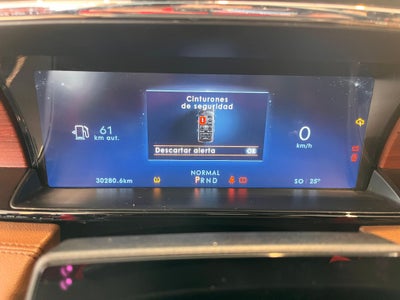 Cinturones
de seguridad
61
km aut.
Descartar alerta OK
0
km/h
NORMAL
PRND
30280.6km
SO : 25°